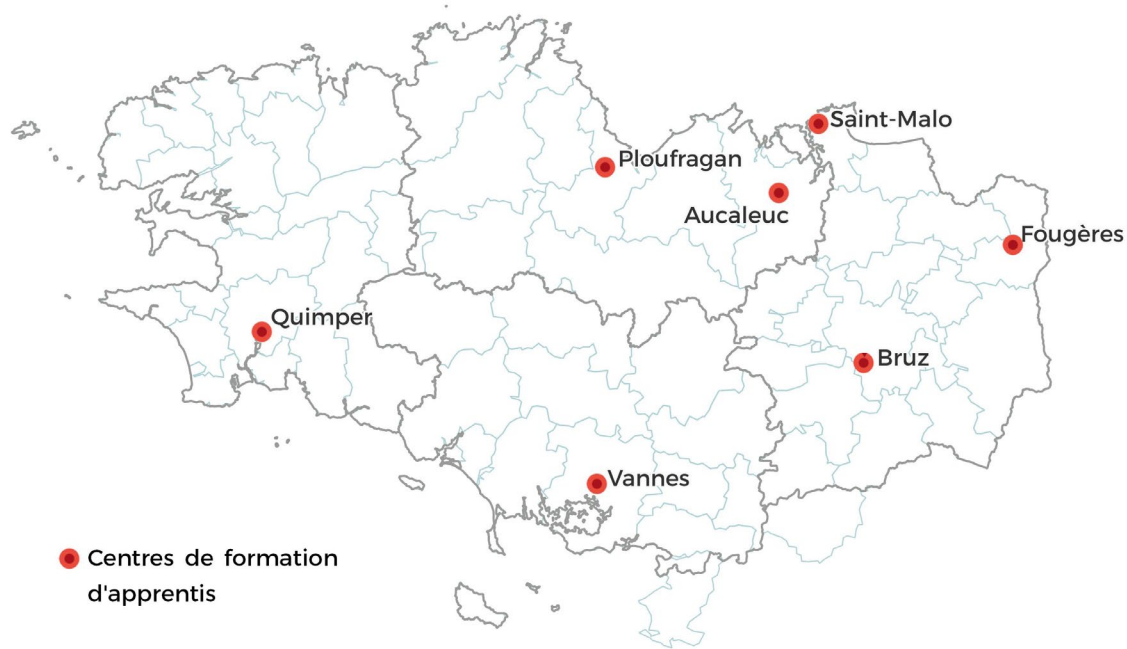 Saint-Malo
Ploufragan
Aucaleuc
Fougères
Quimper
Bruz
Vannes
Centres de formation
d'apprentis